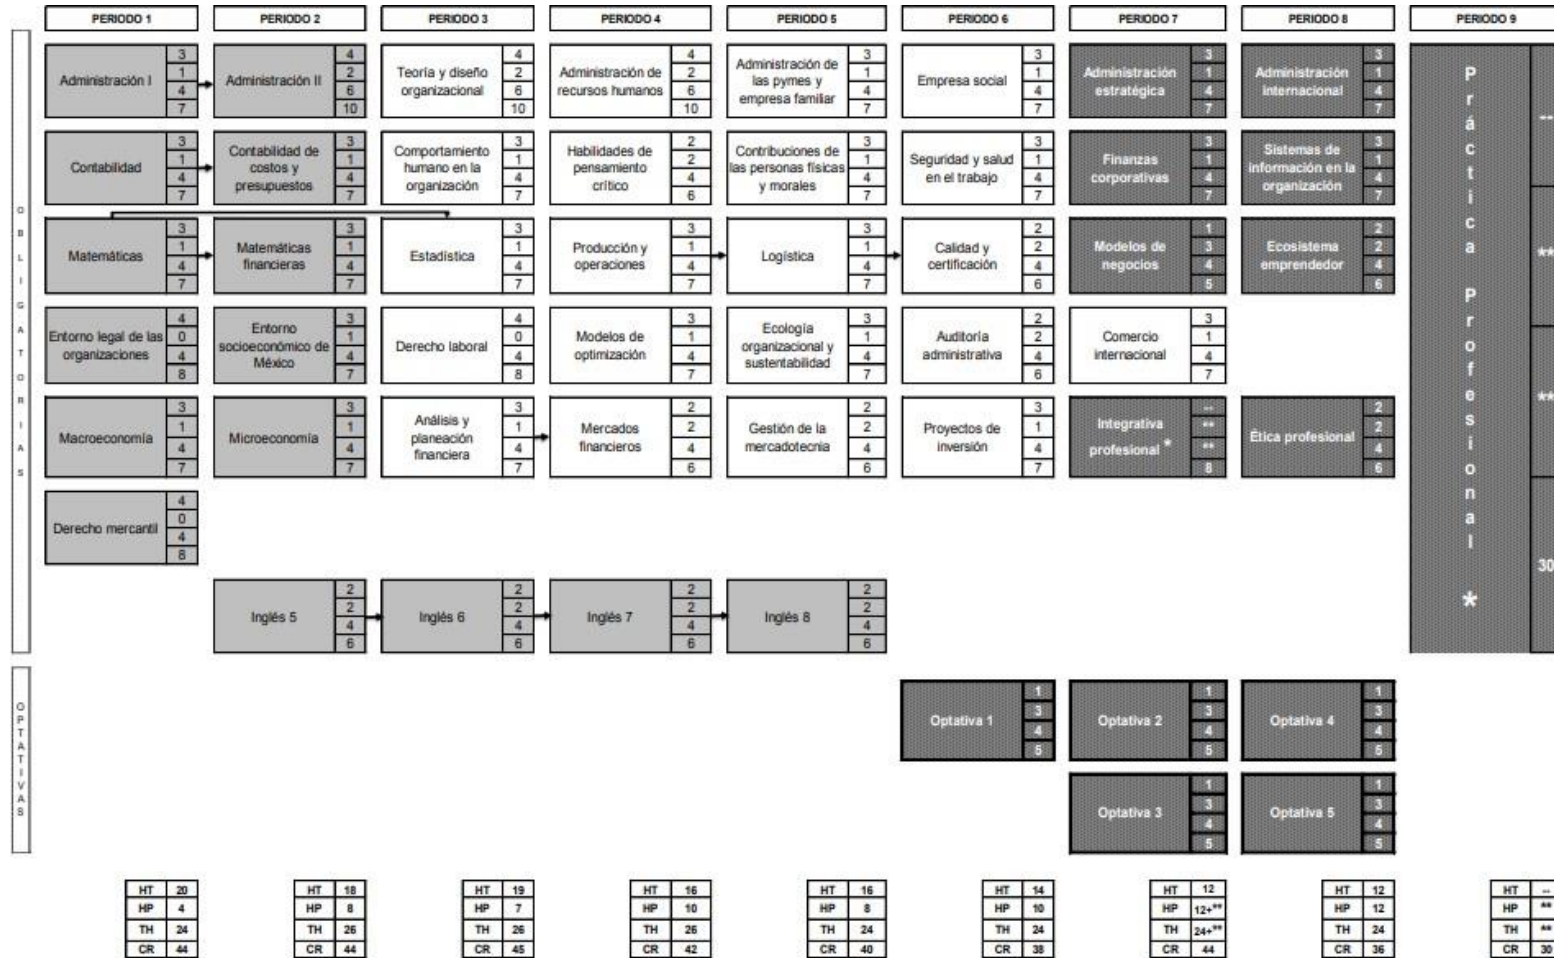 PERIODO 1 PERIODO 2 PERIODO 3 PERIODO 4 PERIODO 5 PERIODO 6 PERIODO 7 PERIODO 8 PERIODO 9
OBLIGATORIAS
Administración I
3
1
4
7
Administración II
4
2
6
10
Teoría y diseño
organizacional
4
2
6
10
Administración de
recursos humanos
4
2
6
10
Administración de
las pymes y
empresa familiar
3
1
4
7
Empresa social
3
1
4
7
Administración
estratégica
3
1
4
7
Administración
internacional
3
1
4
7
Práctica Profesional *
--
**
**
30
Contabilidad
3
1
4
7
Contabilidad de
costos y
presupuestos
3
1
4
7
Comportamiento
humano en la
organización
3
1
4
7
Habilidades de
pensamiento
crítico
2
2
4
6
Contribuciones de
las personas físicas
y morales
3
1
4
7
Seguridad y salud
en el trabajo
3
1
4
7
Finanzas
corporativas
3
1
4
7
Sistemas de
información en la
organización
3
1
4
7
Matemáticas
3
1
4
7
Matemáticas
financieras
3
1
4
7
Estadística
3
1
4
7
Producción y
operaciones
3
1
4
7
Logística
3
1
4
7
Calidad y
certificación
2
2
4
6
Modelos de
negocios
1
3
4
5
Ecosistema
emprendedor
2
2
4
6
Entorno legal de las
organizaciones
4
0
4
8
Entorno
socioeconómico de
México
3
1
4
7
Derecho laboral
4
0
4
8
Modelos de
optimización
3
1
4
7
Ecología
organizacional y
sustentabilidad
3
1
4
7
Auditoría
administrativa
2
2
4
6
Comercio
internacional
3
1
4
7
Macroeconomía
3
1
4
7
Microeconomía
3
1
4
7
Análisis y
planeación
financiera
3
1
4
7
Mercados
financieros
2
2
4
6
Gestión de la
mercadotecnia
2
2
4
6
Proyectos de
inversión
3
1
4
7
Integrativa
profesional *
--
**
**
8
Ética profesional
2
2
4
6
Derecho mercantil
4
0
4
8
Inglés 5
2
2
4
6
Inglés 6
2
2
4
6
Inglés 7
2
2
4
6
Inglés 8
2
2
4
6
OPTATIVAS
Optativa 1
1
3
4
5
Optativa 2
1
3
4
5
Optativa 4
1
3
4
5
Optativa 3
1
3
4
5
Optativa 5
1
3
4
5
HT 20 HT 18 HT 19 HT 16 HT 16 HT 14 HT 12 HT 12 HT --
HP 4 HP 8 HP 7 HP 10 HP 8 HP 10 HP 12+** HP 12 HP **
TH 24 TH 26 TH 26 TH 26 TH 24 TH 24 TH 24+** TH 24 TH **
CR 44 CR 44 CR 45 CR 42 CR 40 CR 38 CR 44 CR 36 CR 30